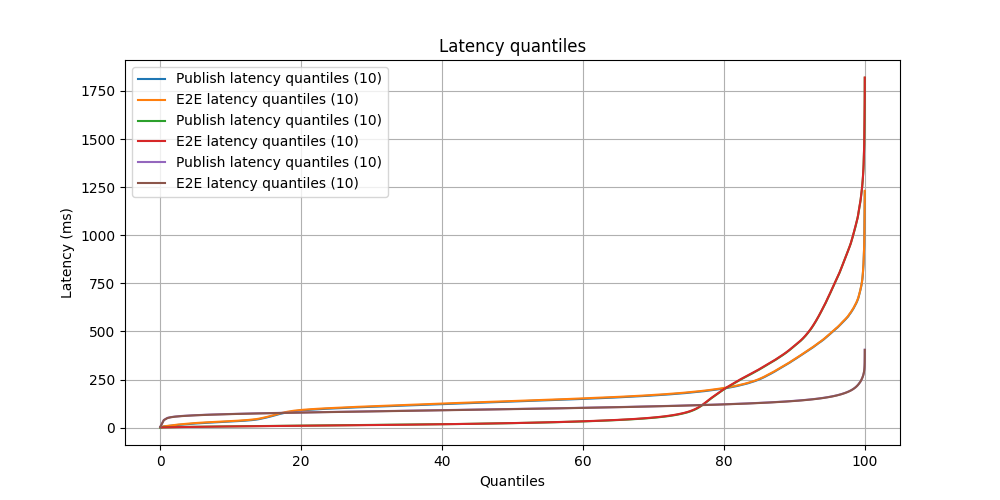 Latency quantiles
Publish latency quantiles (10)
E2E latency quantiles (10)
Publish latency quantiles (10)
E2E latency quantiles (10)
Publish latency quantiles (10)
E2E latency quantiles (10)
Latency (ms)
1750
1500
1250
1000
750
500
250
0
0 20 40 60 80 100
Quantiles